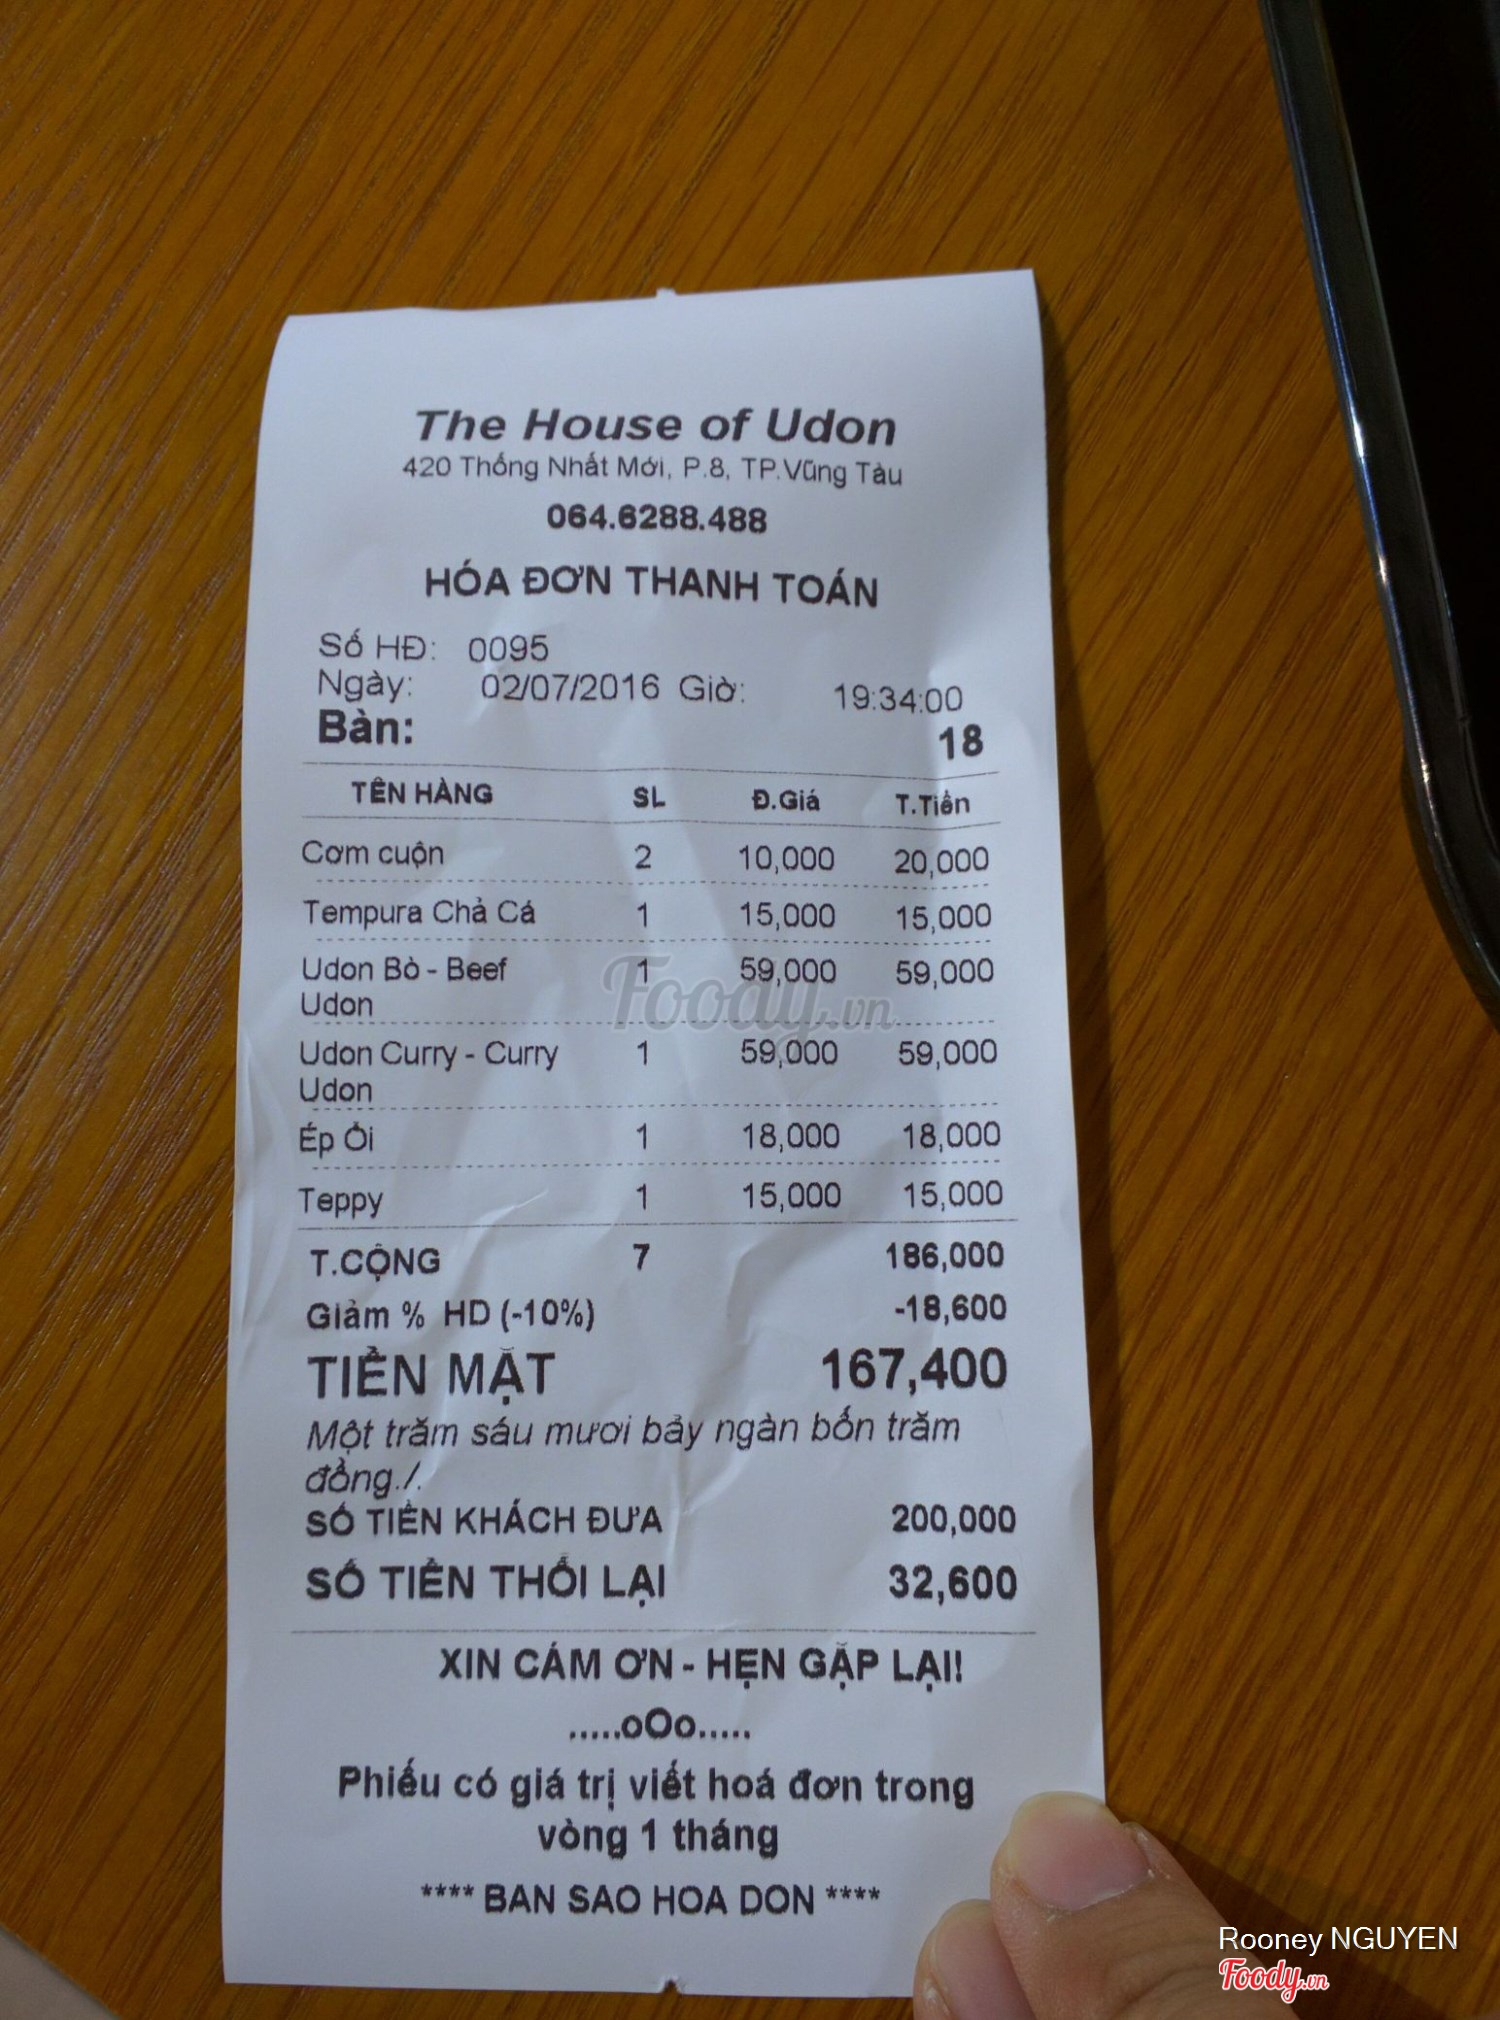 The House of Udon
420 Thống Nhất Mới, P.8, TP.Vũng Tàu
064.6288.488
HÓA ĐƠN THANH TOÁN
Số HĐ: 0095
Ngày: 02/07/2016 Giờ: 19:34:00
Bàn: 18
TÊN HÀNG SL Đ.Giá T.Tiền
Cơm cuộn 2 10,000 20,000
Tempura Chả Cá 1 15,000 15,000
Udon Bò - Beef 1 59,000 59,000
Udon
Udon Curry - Curry 1 59,000 59,000
Udon
Ép Ổi 1 18,000 18,000
Teppy 1 15,000 15,000
T.CỘNG 7 186,000
Giảm % HD (-10%) -18,600
TIỀN MẶT 167,400
Một trăm sáu mươi bảy ngàn bốn trăm
đồng./.
SỐ TIỀN KHÁCH ĐƯA 200,000
SỐ TIỀN THỐI LẠI 32,600
XIN CÁM ƠN - HẸN GẶP LẠI!
.....oOo.....
Phiếu có giá trị viết hoá đơn trong
vòng 1 tháng
**** BAN SAO HOA DON ****
Foody.vn
Rooney NGUYEN
Foody.vn